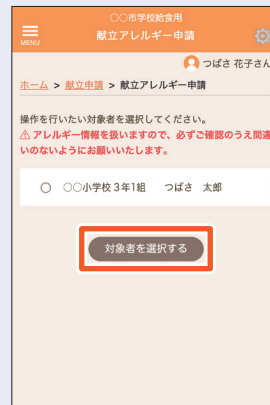 ○○市学校給食用
献立アレルギー申請
MENU
つばさ 花子さん
ホーム > 献立申請 > 献立アレルギー申請
操作を行いたい対象者を選択してください。
⚠ アレルギー情報を扱いますので、必ずご確認のうえ間違
いのないようにお願いいたします。
○○小学校 3年1組 つばさ 太郎
対象者を選択する